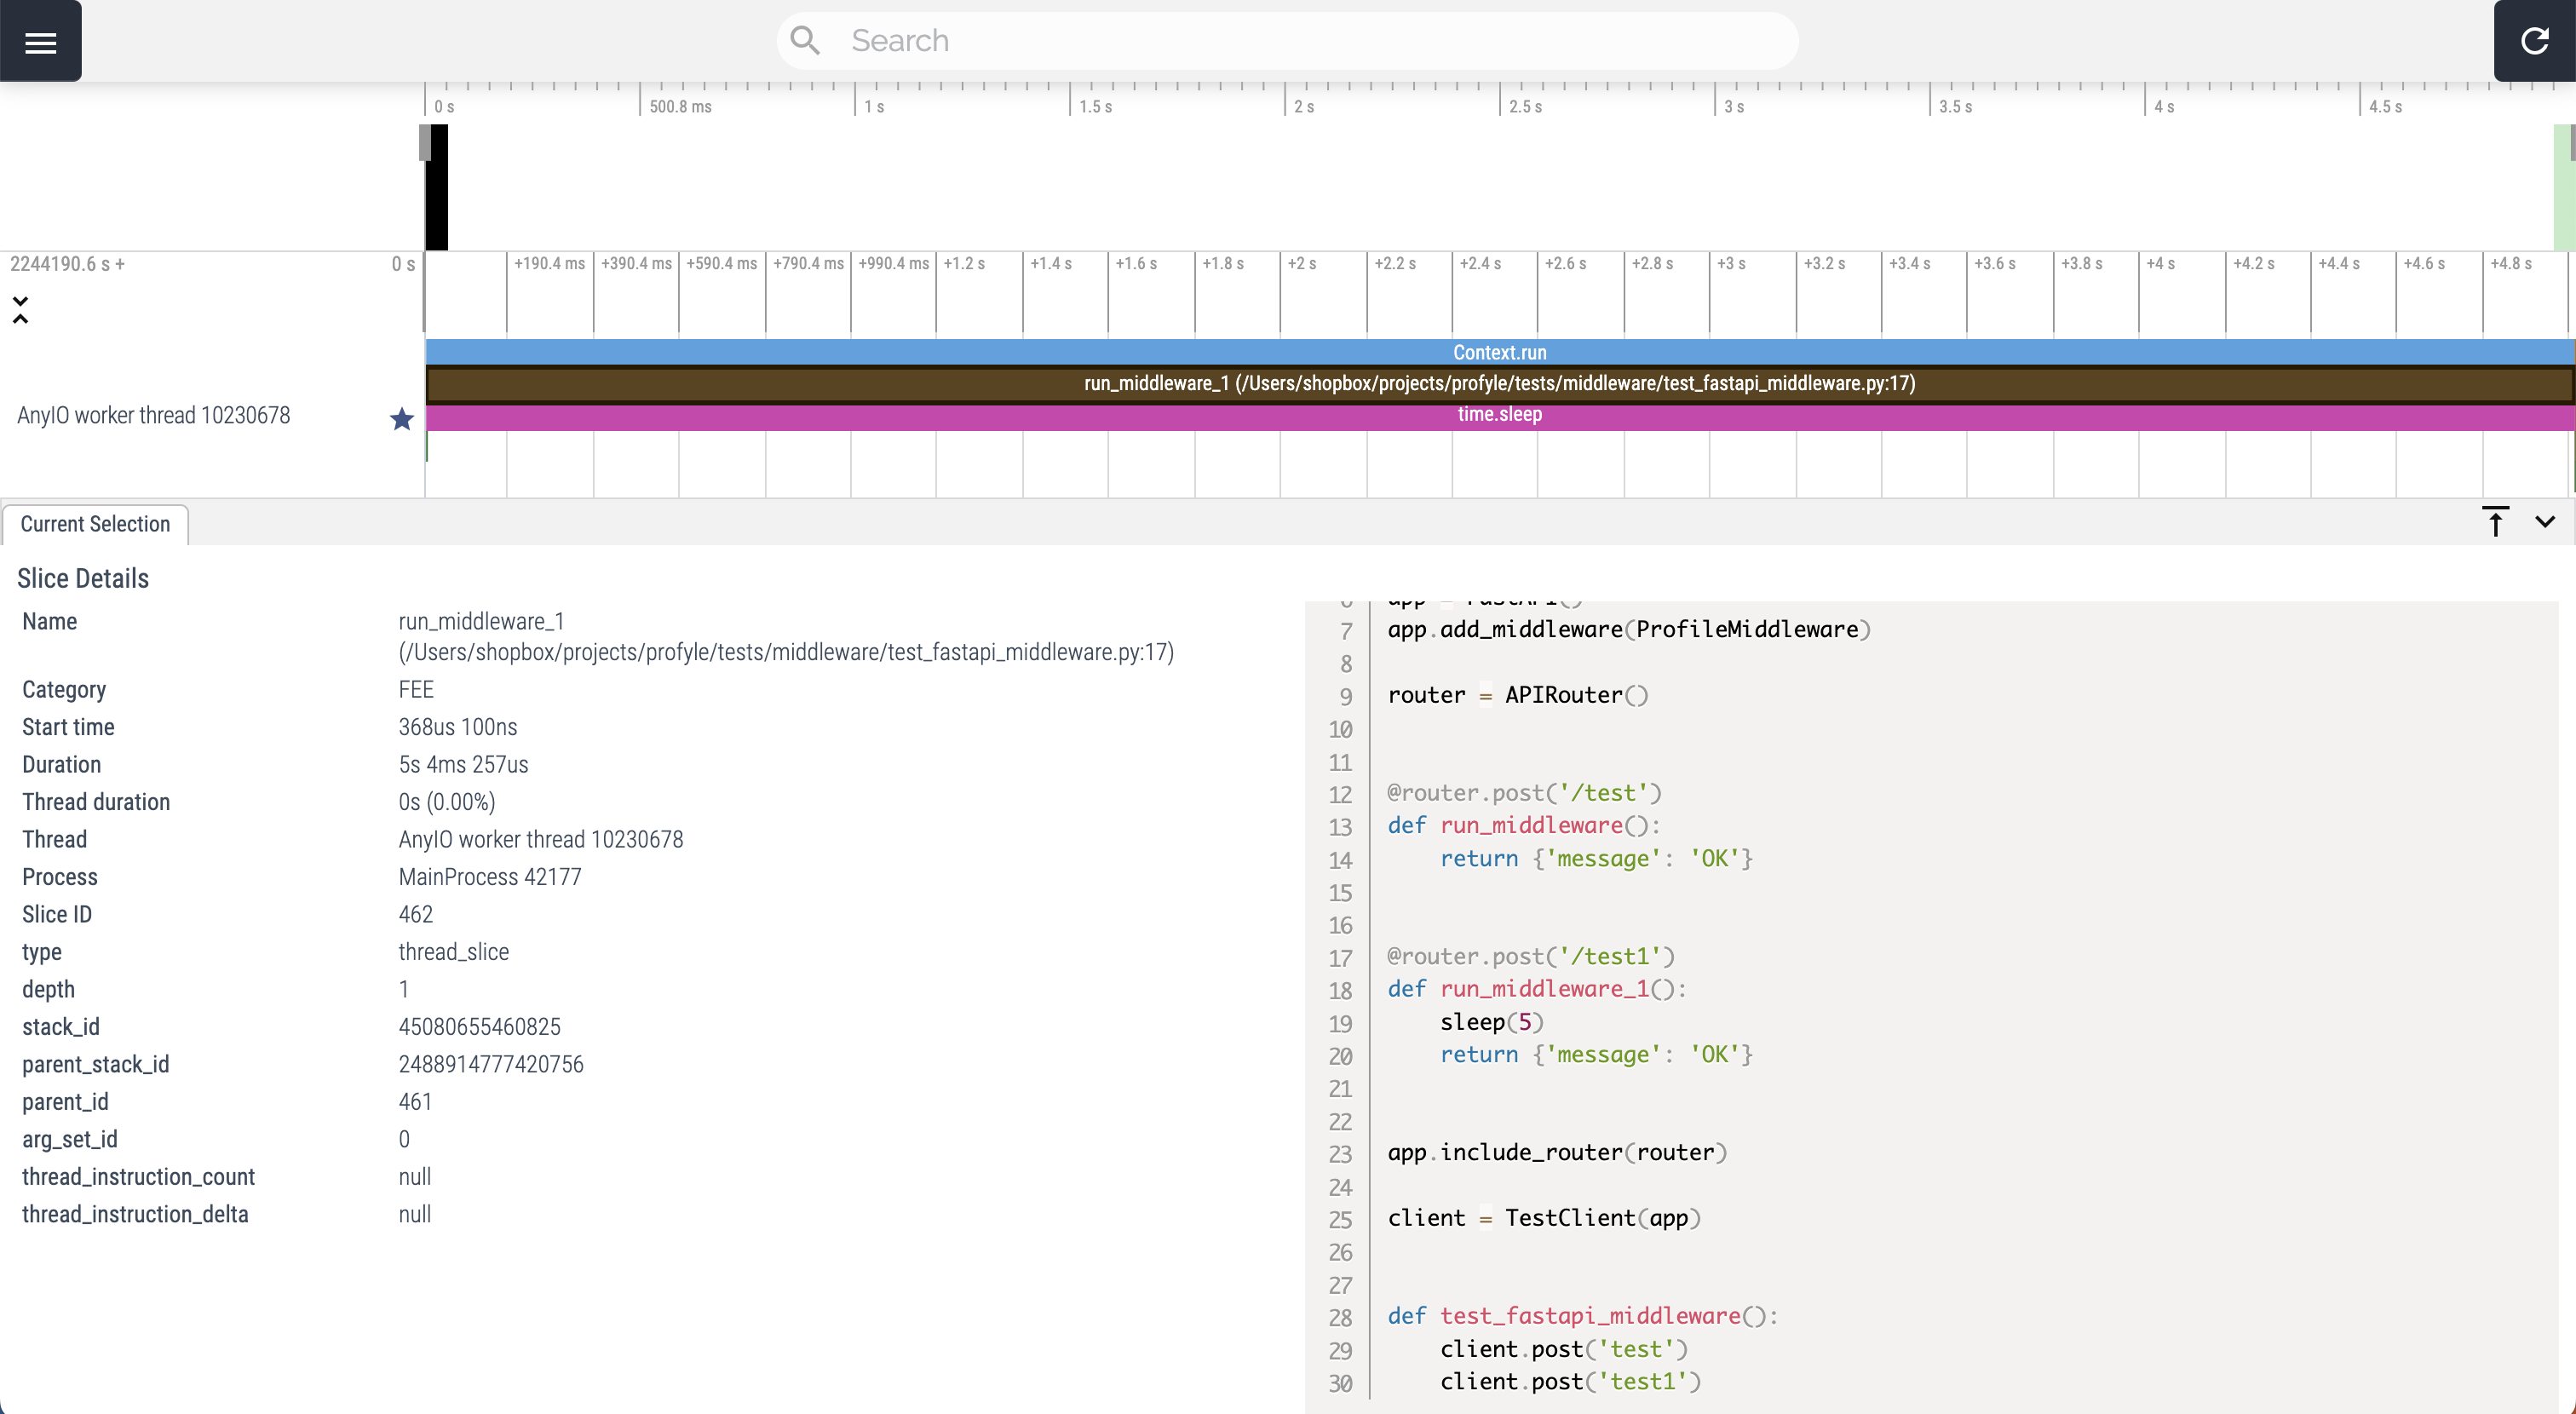 Search
0 s
500.8 ms
1 s
1.5 s
2 s
2.5 s
3 s
3.5 s
4 s
4.5 s
2244190.6 s +
0 s
+190.4 ms
+390.4 ms
+590.4 ms
+790.4 ms
+990.4 ms
+1.2 s
+1.4 s
+1.6 s
+1.8 s
+2 s
+2.2 s
+2.4 s
+2.6 s
+2.8 s
+3 s
+3.2 s
+3.4 s
+3.6 s
+3.8 s
+4 s
+4.2 s
+4.4 s
+4.6 s
+4.8 s
Context.run
run_middleware_1 (/Users/shopbox/projects/profyle/tests/middleware/test_fastapi_middleware.py:17)
AnyIO worker thread 10230678
time.sleep
Current Selection
Slice Details
Name run_middleware_1
(/Users/shopbox/projects/profyle/tests/middleware/test_fastapi_middleware.py:17)
Category FEE
Start time 368us 100ns
Duration 5s 4ms 257us
Thread duration 0s (0.00%)
Thread AnyIO worker thread 10230678
Process MainProcess 42177
Slice ID 462
type thread_slice
depth 1
stack_id 45080655460825
parent_stack_id 2488914777420756
parent_id 461
arg_set_id 0
thread_instruction_count null
thread_instruction_delta null
6 app = FastAPI()
7 app.add_middleware(ProfileMiddleware)
8
9 router = APIRouter()
10
11
12 @router.post('/test')
13 def run_middleware():
14     return {'message': 'OK'}
15
16
17 @router.post('/test1')
18 def run_middleware_1():
19     sleep(5)
20     return {'message': 'OK'}
21
22
23 app.include_router(router)
24
25 client = TestClient(app)
26
27
28 def test_fastapi_middleware():
29     client.post('test')
30     client.post('test1')